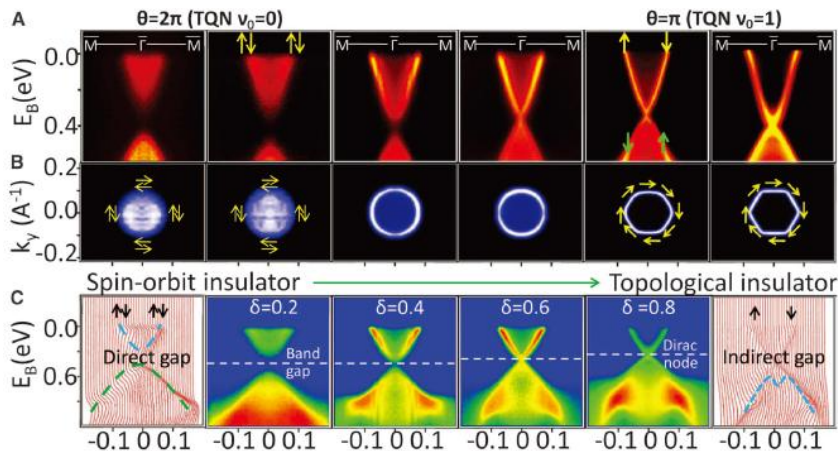 A θ=2π (TQN ν₀=0) θ=π (TQN ν₀=1)
M̄ Γ̄ M̄ M̄ Γ̄ M̄ M̄ Γ̄ M̄ M̄ Γ̄ M̄ M̄ Γ̄ M̄ M̄ Γ̄ M̄
E_B(eV)
0.0
0.4
B
k_y (A⁻¹)
0.2
0.0
-0.2
Spin-orbit insulator Topological insulator
C
δ=0.2 δ=0.4 δ=0.6 δ =0.8
E_B(eV)
0.0
0.6
Direct gap
Band
gap
Dirac
node
Indirect gap
-0.1 0 0.1 -0.1 0 0.1 -0.1 0 0.1 -0.1 0 0.1 -0.1 0 0.1 -0.1 0 0.1